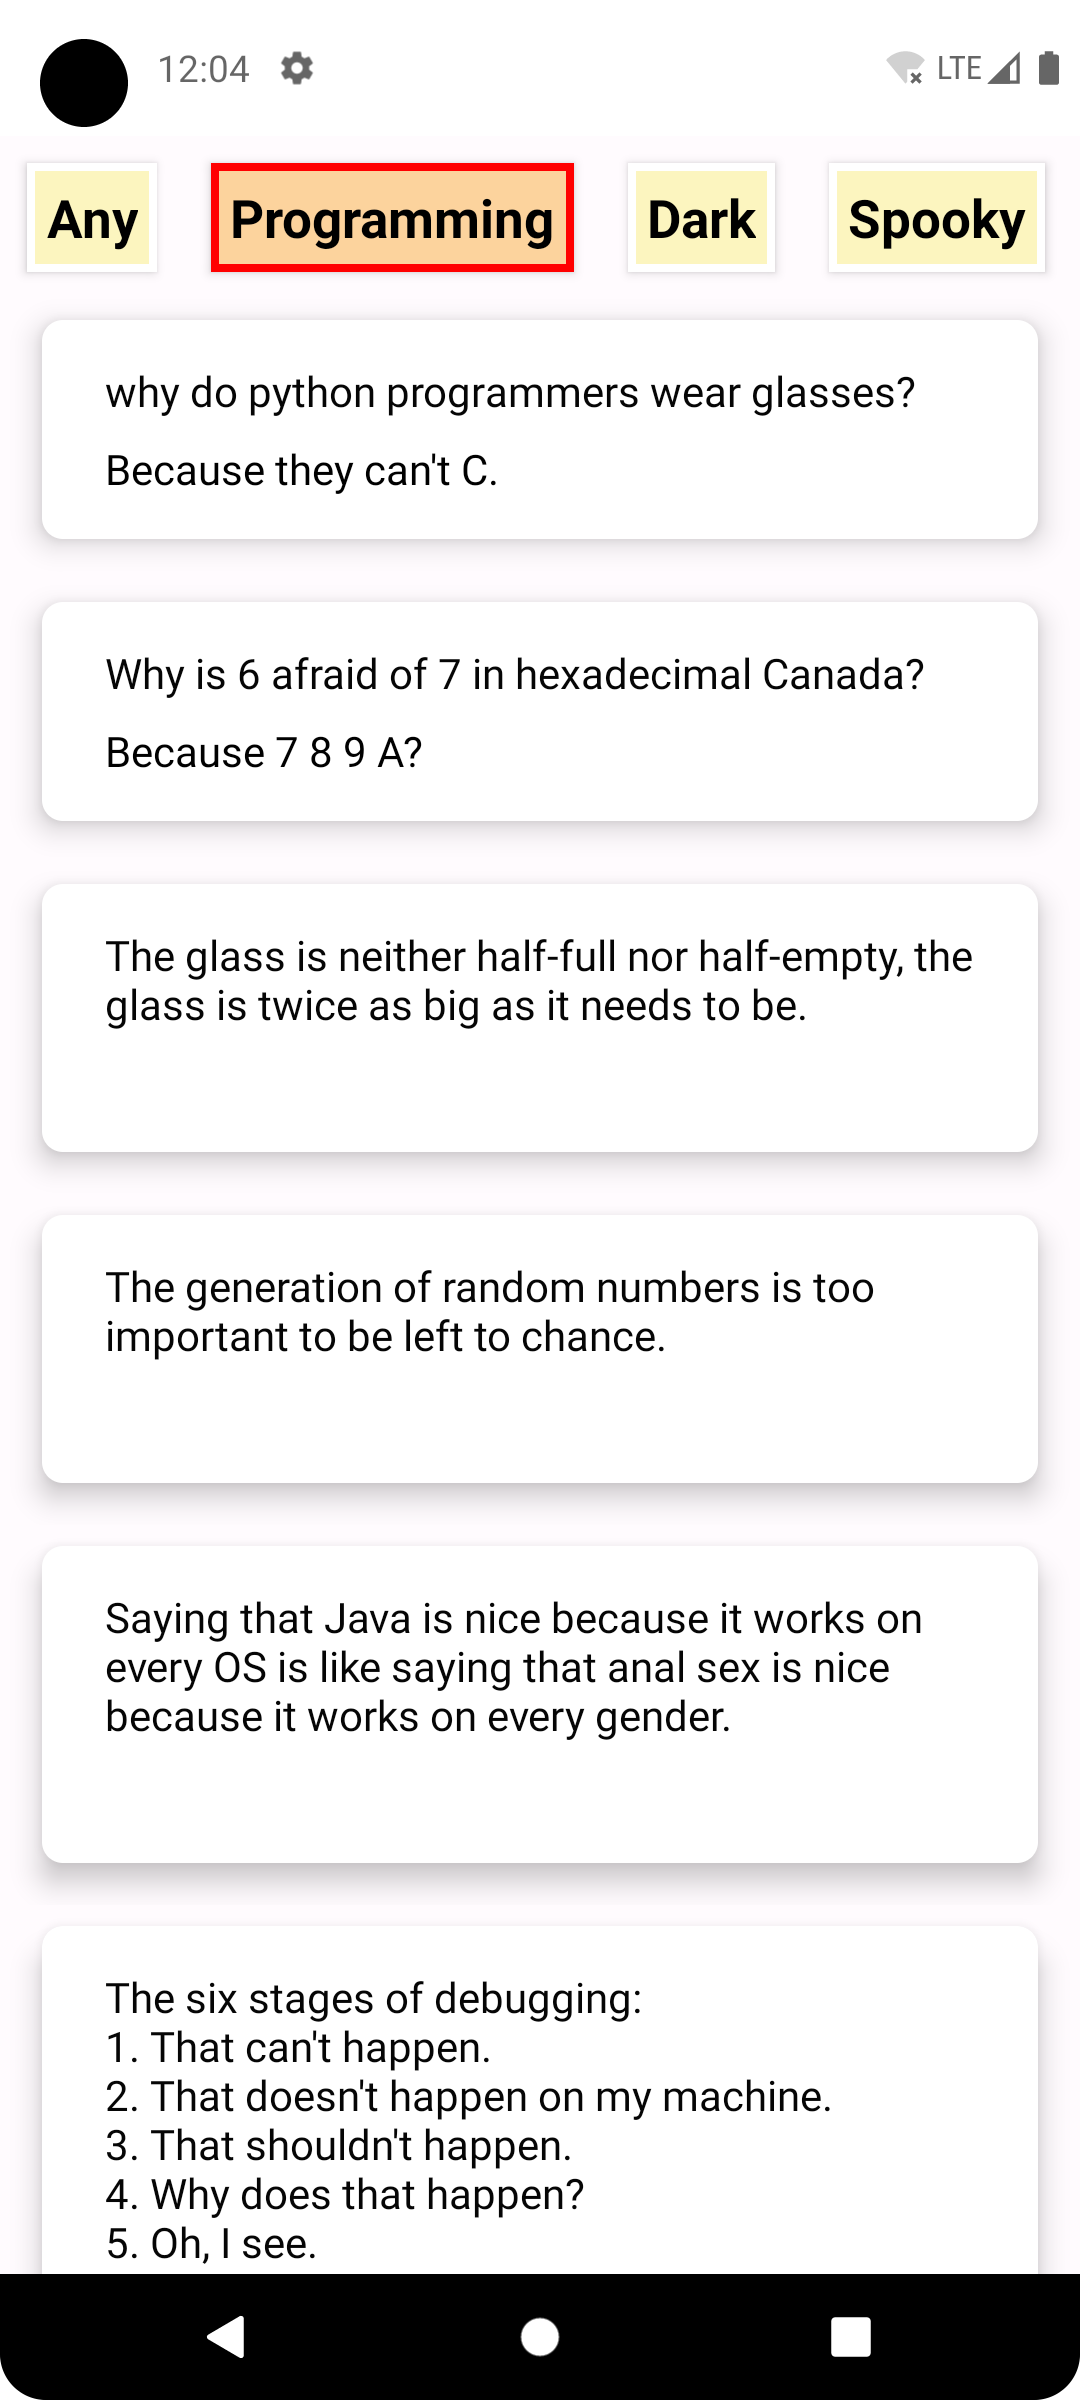 12:04 LTE
Any Programming Dark Spooky
why do python programmers wear glasses?
Because they can't C.
Why is 6 afraid of 7 in hexadecimal Canada?
Because 7 8 9 A?
The glass is neither half-full nor half-empty, the
glass is twice as big as it needs to be.
The generation of random numbers is too
important to be left to chance.
Saying that Java is nice because it works on
every OS is like saying that anal sex is nice
because it works on every gender.
The six stages of debugging:
1. That can't happen.
2. That doesn't happen on my machine.
3. That shouldn't happen.
4. Why does that happen?
5. Oh, I see.